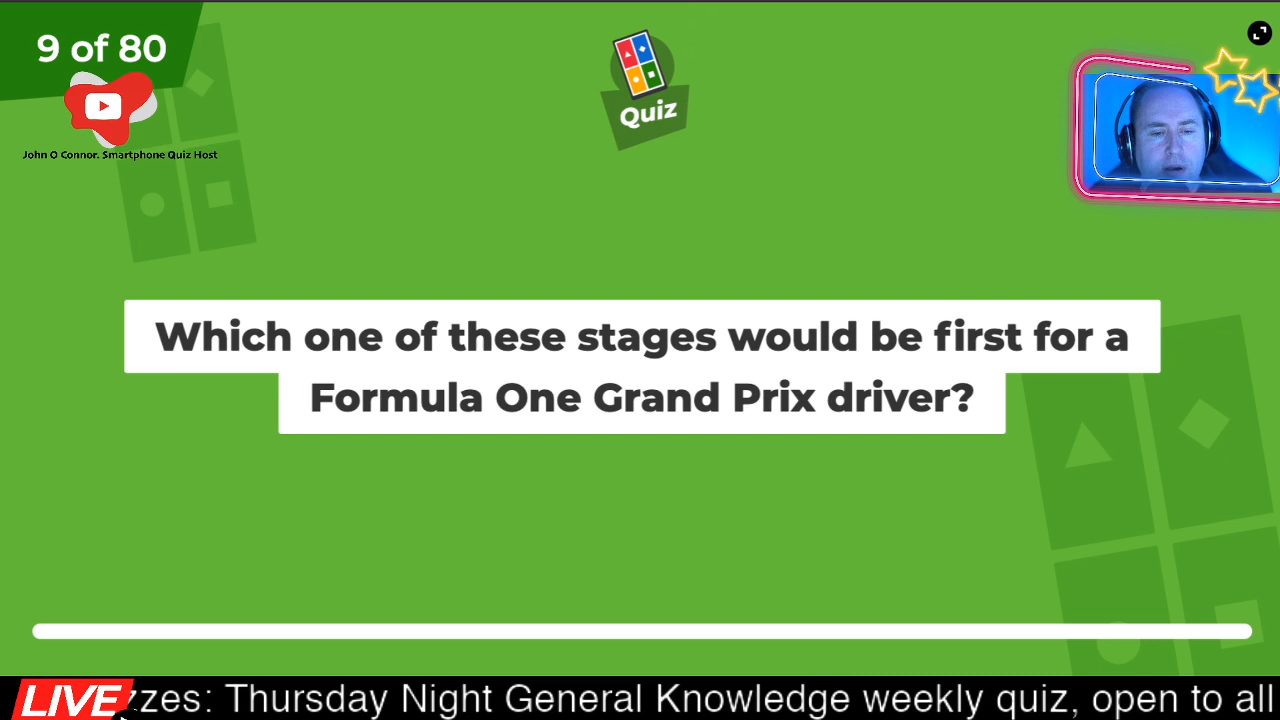 9 of 80
Quiz
John O Connor. Smartphone Quiz Host
Which one of these stages would be first for a
Formula One Grand Prix driver?
LIVE
zzes: Thursday Night General Knowledge weekly quiz, open to all